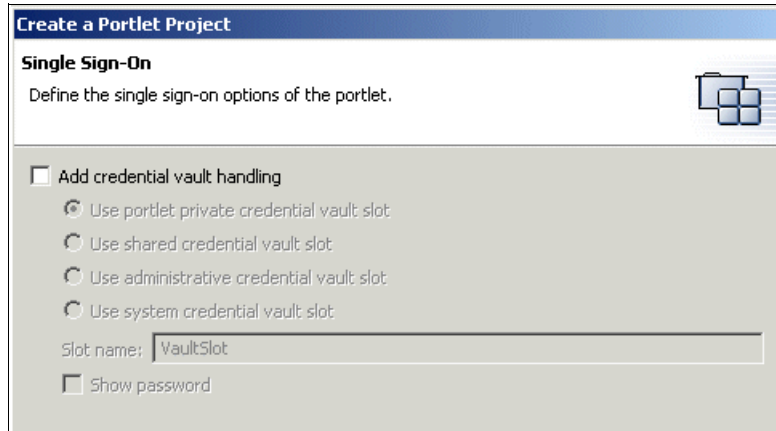 Create a Portlet Project
Single Sign-On
Define the single sign-on options of the portlet.
Add credential vault handling
Use portlet private credential vault slot
Use shared credential vault slot
Use administrative credential vault slot
Use system credential vault slot
Slot name: VaultSlot
Show password